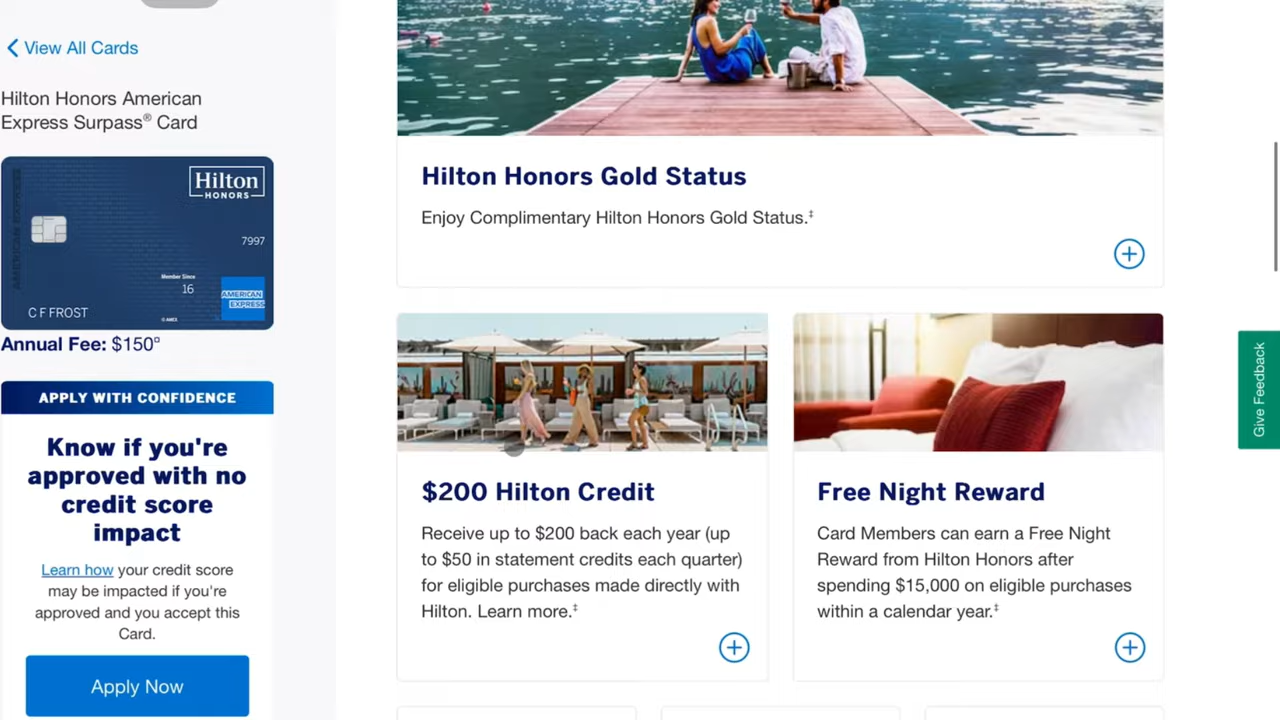 View All Cards
Hilton Honors American
Express Surpass® Card
Hilton
HONORS
7997
Member Since
16
AMERICAN
EXPRESS
C F FROST
© AMEX
Annual Fee: $150¤
APPLY WITH CONFIDENCE
Know if you're
approved with no
credit score
impact
Learn how your credit score
may be impacted if you're
approved and you accept this
Card.
Apply Now
Hilton Honors Gold Status
Enjoy Complimentary Hilton Honors Gold Status.‡
$200 Hilton Credit
Receive up to $200 back each year (up
to $50 in statement credits each quarter)
for eligible purchases made directly with
Hilton. Learn more.‡
Free Night Reward
Card Members can earn a Free Night
Reward from Hilton Honors after
spending $15,000 on eligible purchases
within a calendar year.‡
Give Feedback